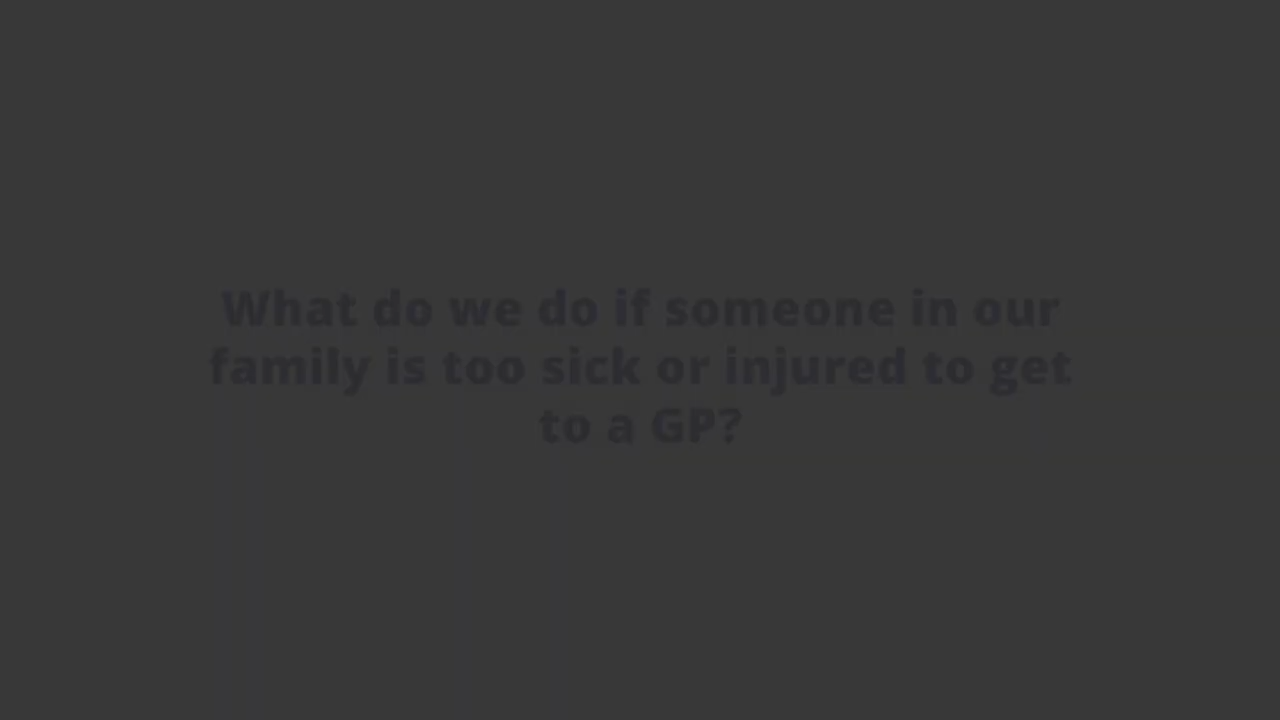 What do we do if someone in our
family is too sick or injured to get
to a GP?